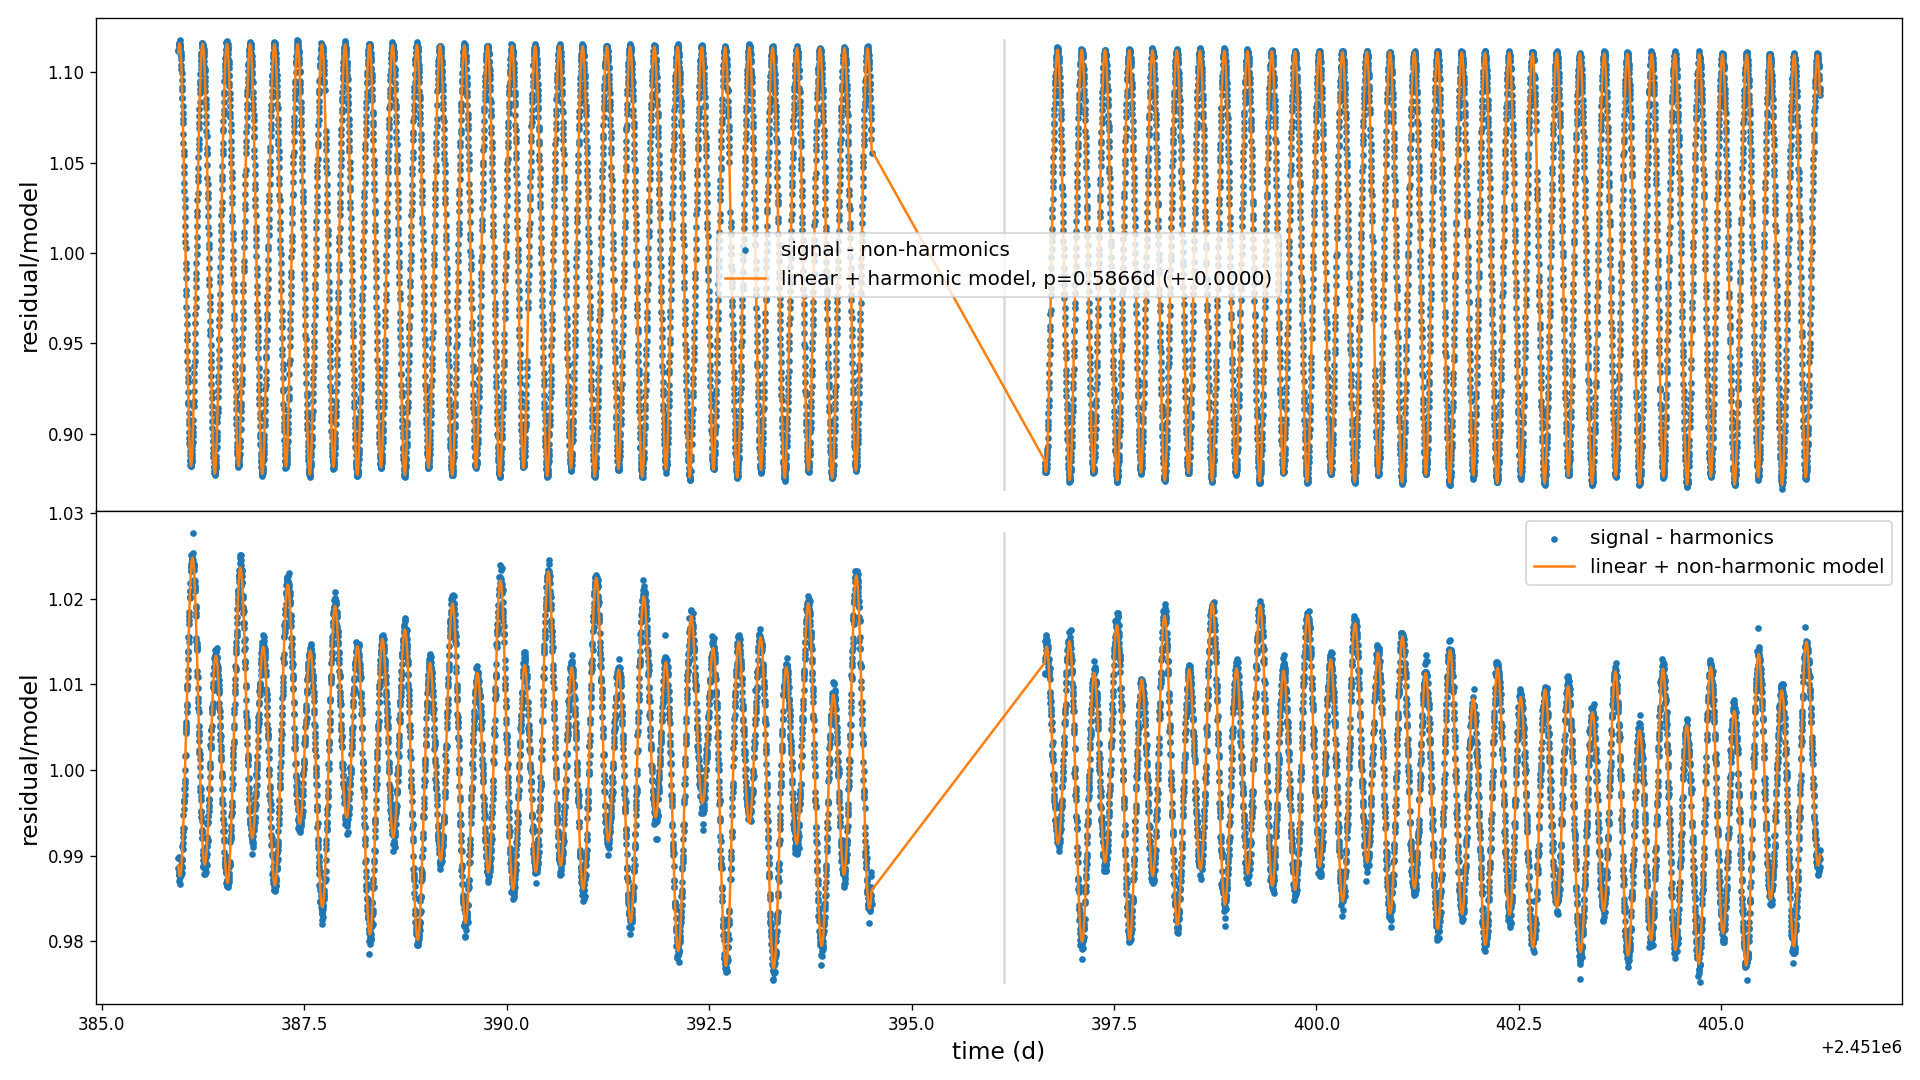 residual/model
1.10
1.05
1.00
0.95
0.90
signal - non-harmonics
linear + harmonic model, p=0.5866d (+-0.0000)
residual/model
1.03
1.02
1.01
1.00
0.99
0.98
signal - harmonics
linear + non-harmonic model
385.0 387.5 390.0 392.5 395.0 397.5 400.0 402.5 405.0
time (d)
+2.451e6